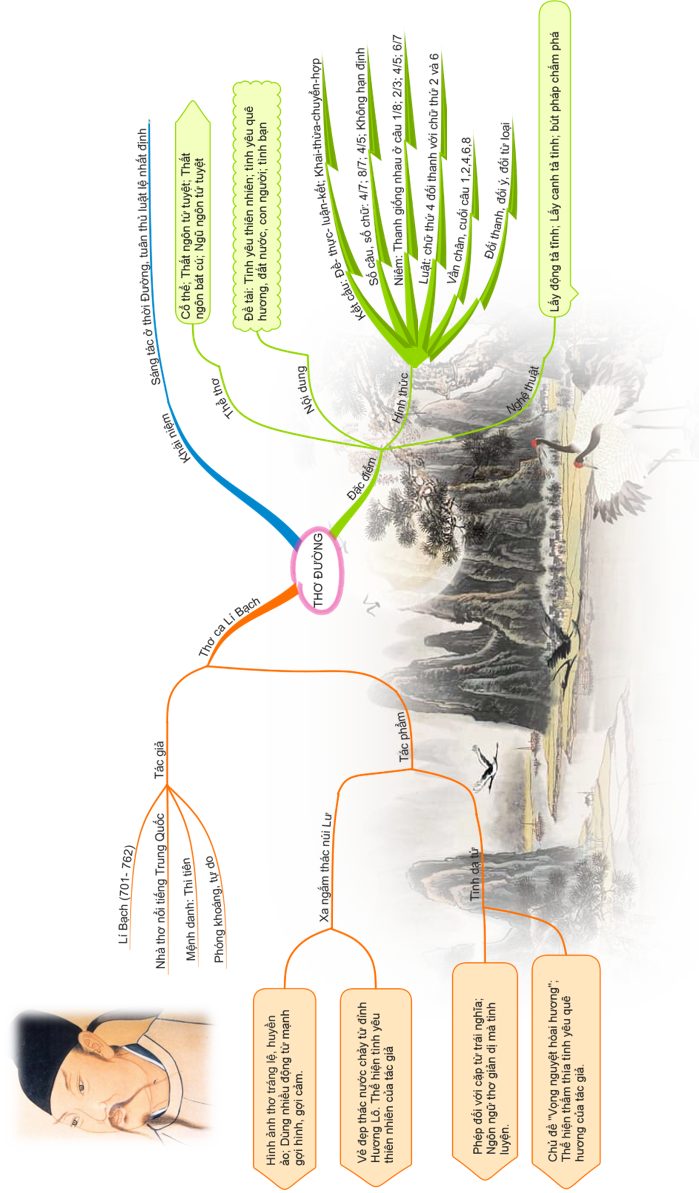 THƠ ĐƯỜNG
Khái niệm
Sáng tác ở thời Đường, tuân thủ luật lệ nhất định
Đặc điểm
Thể thơ
Cổ thể; Thất ngôn tứ tuyệt; Thất
ngôn bát cú; Ngũ ngôn tứ tuyệt
Nội dung
Đề tài: Tình yêu thiên nhiên; tình yêu quê
hương, đất nước, con người; tình bạn
Hình thức
Kết cấu: Đề- thực- luận-kết; Khai-thừa-chuyển-hợp
Số câu, số chữ: 4/7; 8/7; 4/5; Không hạn định
Niêm: Thanh giống nhau ở câu 1/8; 2/3; 4/5; 6/7
Luật: chữ thứ 4 đối thanh với chữ thứ 2 và 6
Vần chân, cuối câu 1,2,4,6,8
Đối thanh, đối ý, đối từ loại
Nghệ thuật
Lấy động tả tĩnh; Lấy cảnh tả tình; bút pháp chấm phá
Thơ ca Lí Bạch
Tác giả
Lí Bạch (701- 762)
Nhà thơ nổi tiếng Trung Quốc
Mệnh danh: Thi tiên
Phóng khoáng, tự do
Tác phẩm
Xa ngắm thác núi Lư
Hình ảnh thơ tráng lệ, huyền
ảo; Dung nhiều động từ mạnh
gợi hình, gợi cảm.
Vẻ đẹp thác nước chảy từ đỉnh
Hương Lô. Thể hiện tình yêu
thiên nhiên của tác giả
Tĩnh dạ tứ
Phép đối với cặp từ trái nghĩa;
Ngôn ngữ thơ giản dị mà tinh
luyện.
Chủ đề "Vọng nguyệt hòai hương";
Thể hiện thấm thía tình yêu quê
hương của tác giả.